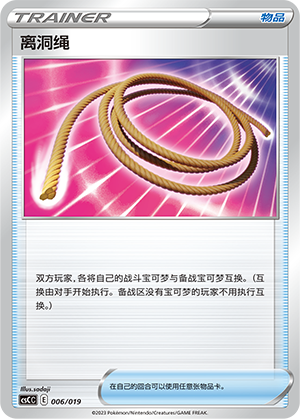 TRAINER 物品
离洞绳
双方玩家，各将自己的战斗宝可梦与备战宝可梦互换。（互
换由对手开始执行。备战区没有宝可梦的玩家不用执行互
换。）
Illus.sadaji
csCC E 006/019
在自己的回合可以使用任意张物品卡。
©2023 Pokémon/Nintendo/Creatures/GAME FREAK.